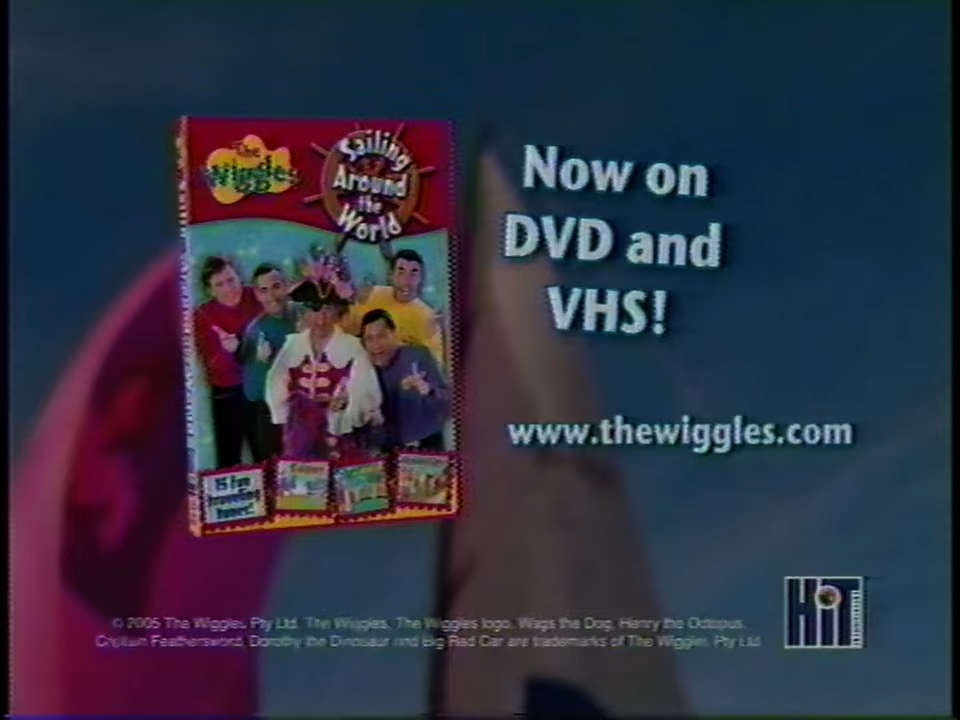 The
Wiggles
Sailing
Around
the
World
15 fun
travelling
tunes!
Now on
DVD and
VHS!
www.thewiggles.com
HiT
© 2005 The Wiggles Pty Ltd. The Wiggles, The Wiggles logo, Wags the Dog, Henry the Octopus,
Captain Feathersword, Dorothy the Dinosaur and Big Red Car are trademarks of The Wiggles Pty Ltd